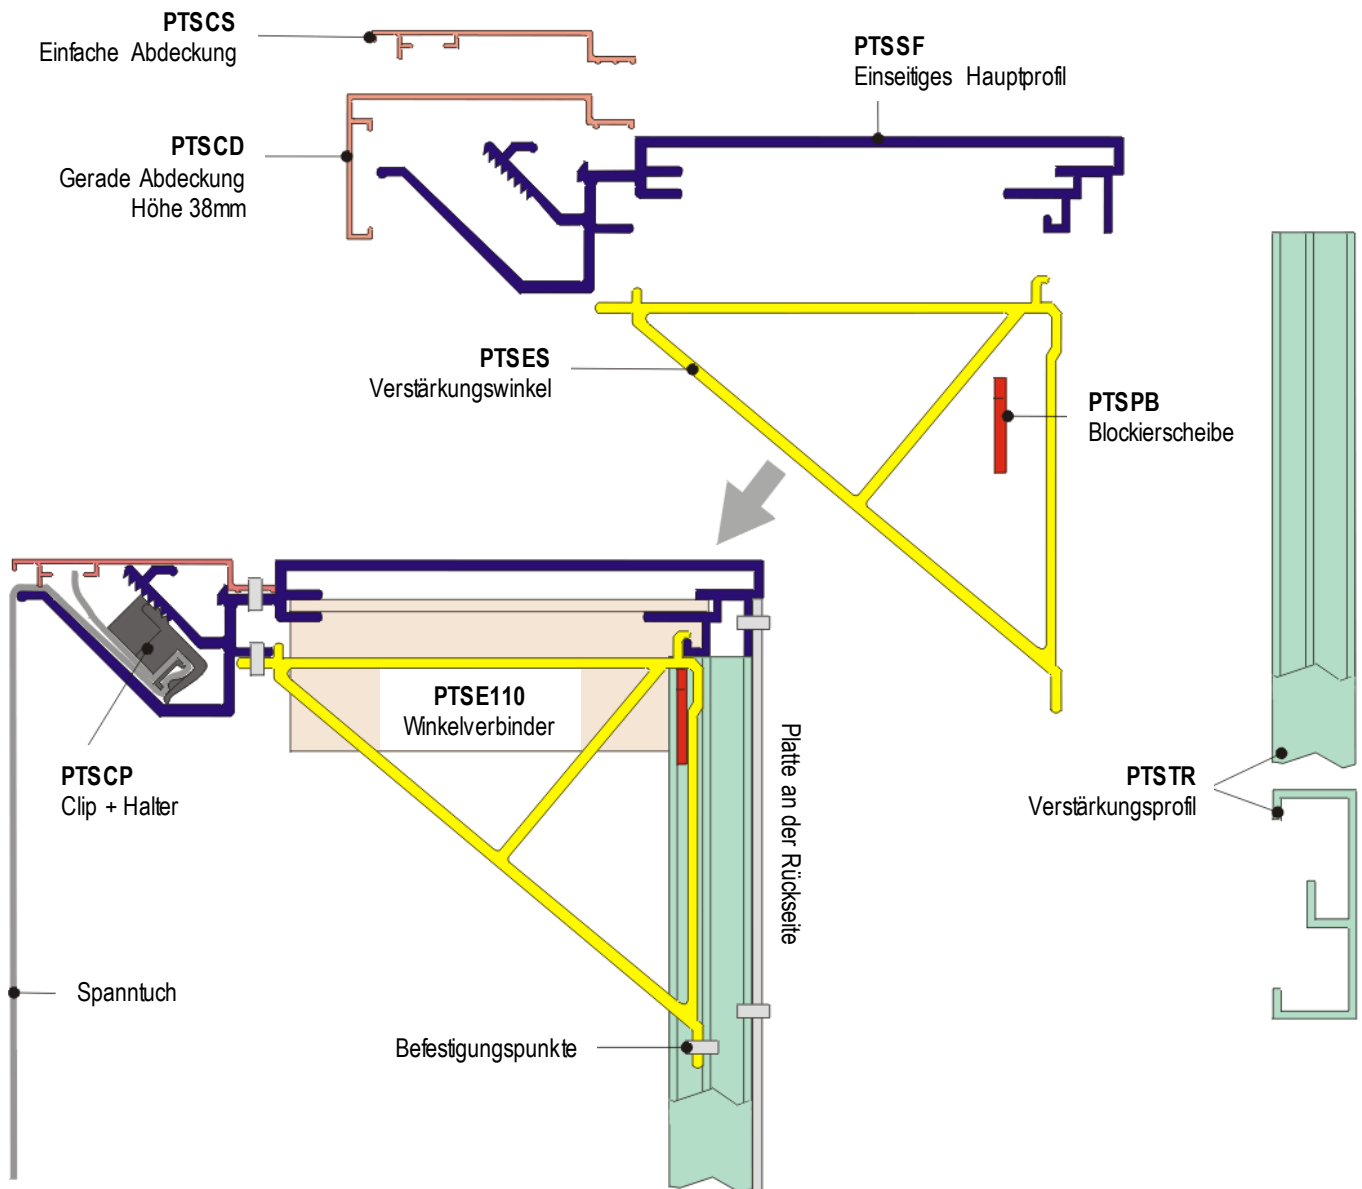 PTSCS
Einfache Abdeckung
PTSSF
Einseitiges Hauptprofil
PTSCD
Gerade Abdeckung
Höhe 38mm
PTSES
Verstärkungswinkel
PTSPB
Blockierscheibe
PTSE110
Winkelverbinder
PTSCP
Clip + Halter
Platte an der Rückseite
PTSTR
Verstärkungsprofil
Spanntuch
Befestigungspunkte